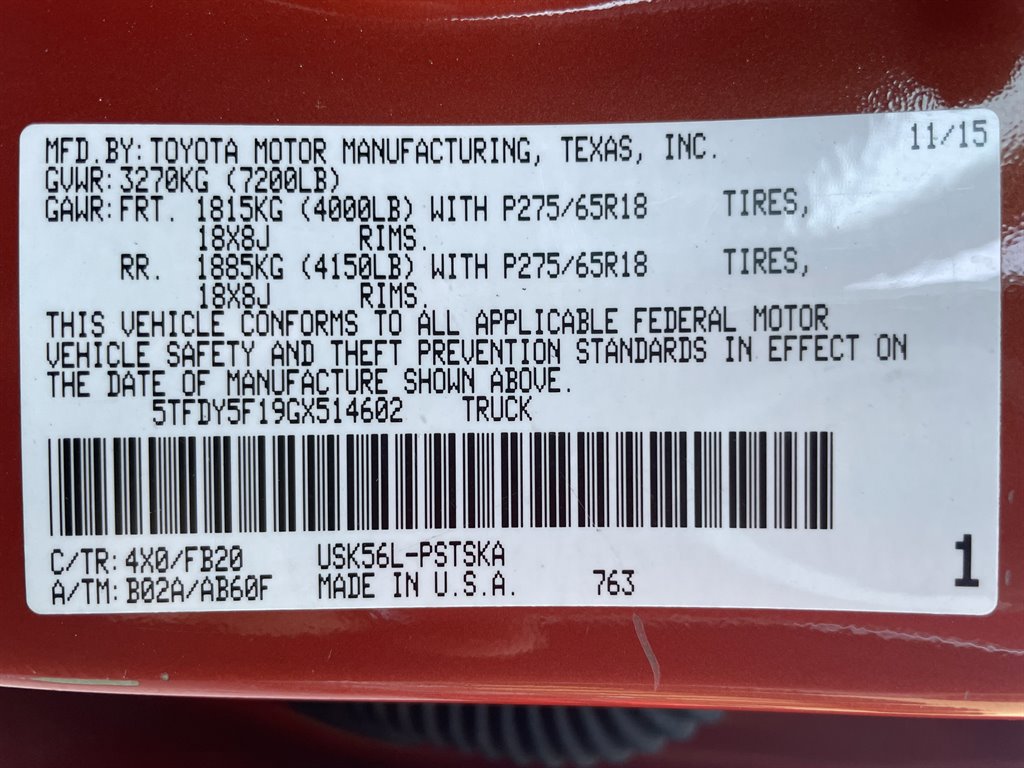 MFD.BY:TOYOTA MOTOR MANUFACTURING, TEXAS, INC. 11/15
GVWR:3270KG (7200LB)
GAWR:FRT. 1815KG (4000LB) WITH P275/65R18 TIRES,
18X8J RIMS.
RR. 1885KG (4150LB) WITH P275/65R18 TIRES,
18X8J RIMS.
THIS VEHICLE CONFORMS TO ALL APPLICABLE FEDERAL MOTOR
VEHICLE SAFETY AND THEFT PREVENTION STANDARDS IN EFFECT ON
THE DATE OF MANUFACTURE SHOWN ABOVE.
5TFDY5F19GX514602 TRUCK
C/TR:4X0/FB20 USK56L-PSTSKA
A/TM:B02A/AB60F MADE IN U.S.A. 763
1